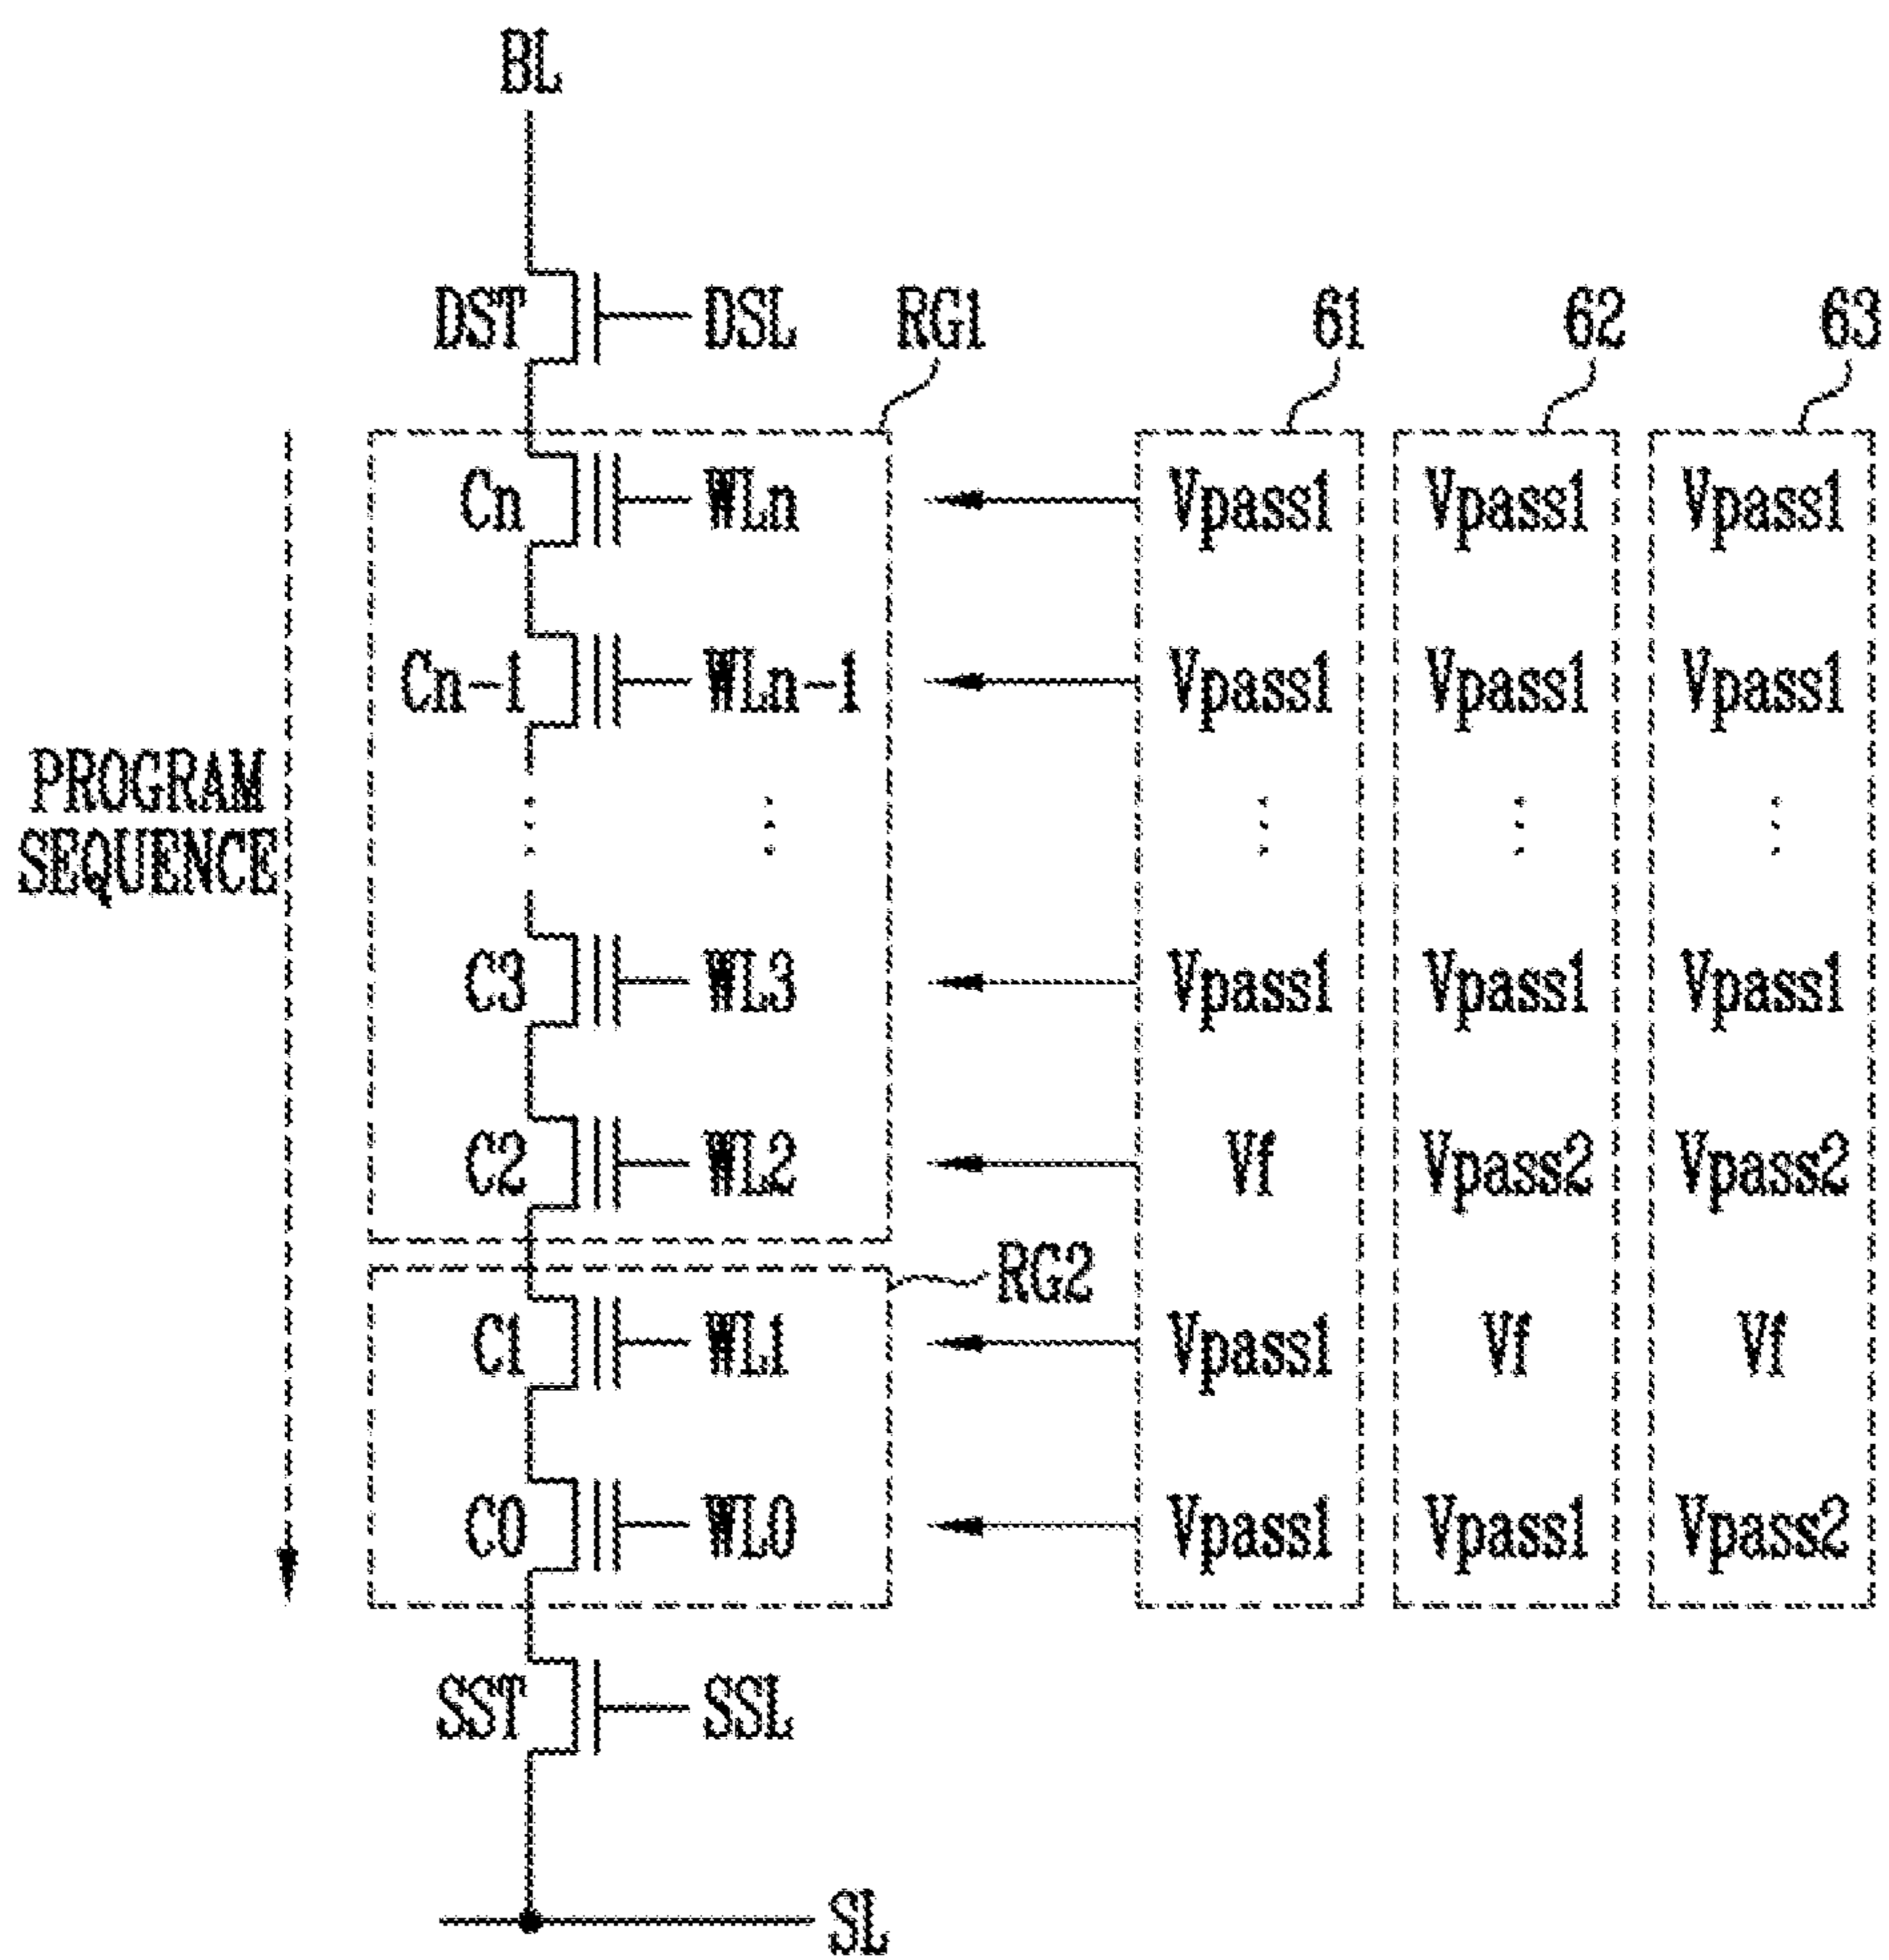 BL
DST DSL RG1 61 62 63
Cn WLn Vpass1 Vpass1 Vpass1
Cn-1 WLn-1 Vpass1 Vpass1 Vpass1
PROGRAM
SEQUENCE
C3 WL3 Vpass1 Vpass1 Vpass1
C2 WL2 Vf Vpass2 Vpass2
RG2
C1 WL1 Vpass1 Vf Vf
C0 WL0 Vpass1 Vpass1 Vpass2
SST SSL
SL